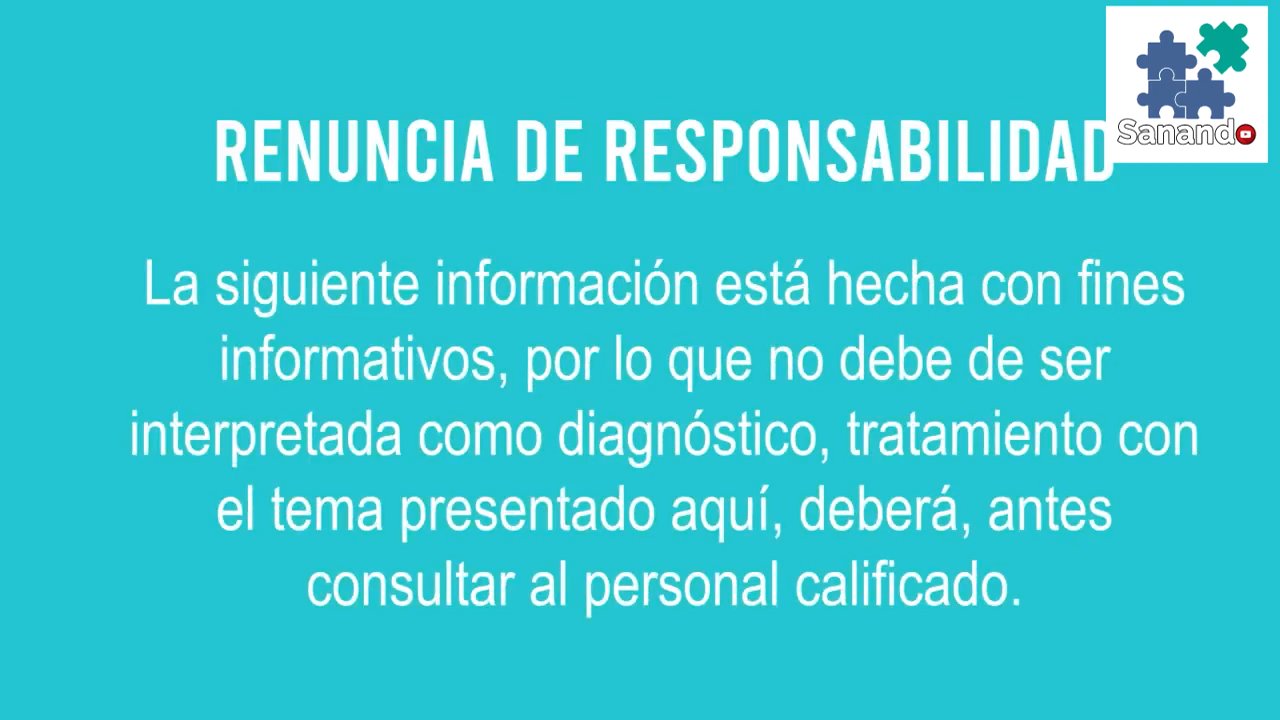 Sanando
RENUNCIA DE RESPONSABILIDAD
La siguiente información está hecha con fines
informativos, por lo que no debe de ser
interpretada como diagnóstico, tratamiento con
el tema presentado aquí, deberá, antes
consultar al personal calificado.